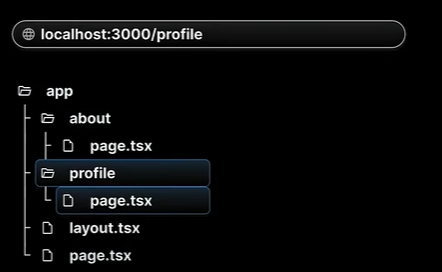 localhost:3000/profile
app
about
page.tsx
profile
page.tsx
layout.tsx
page.tsx